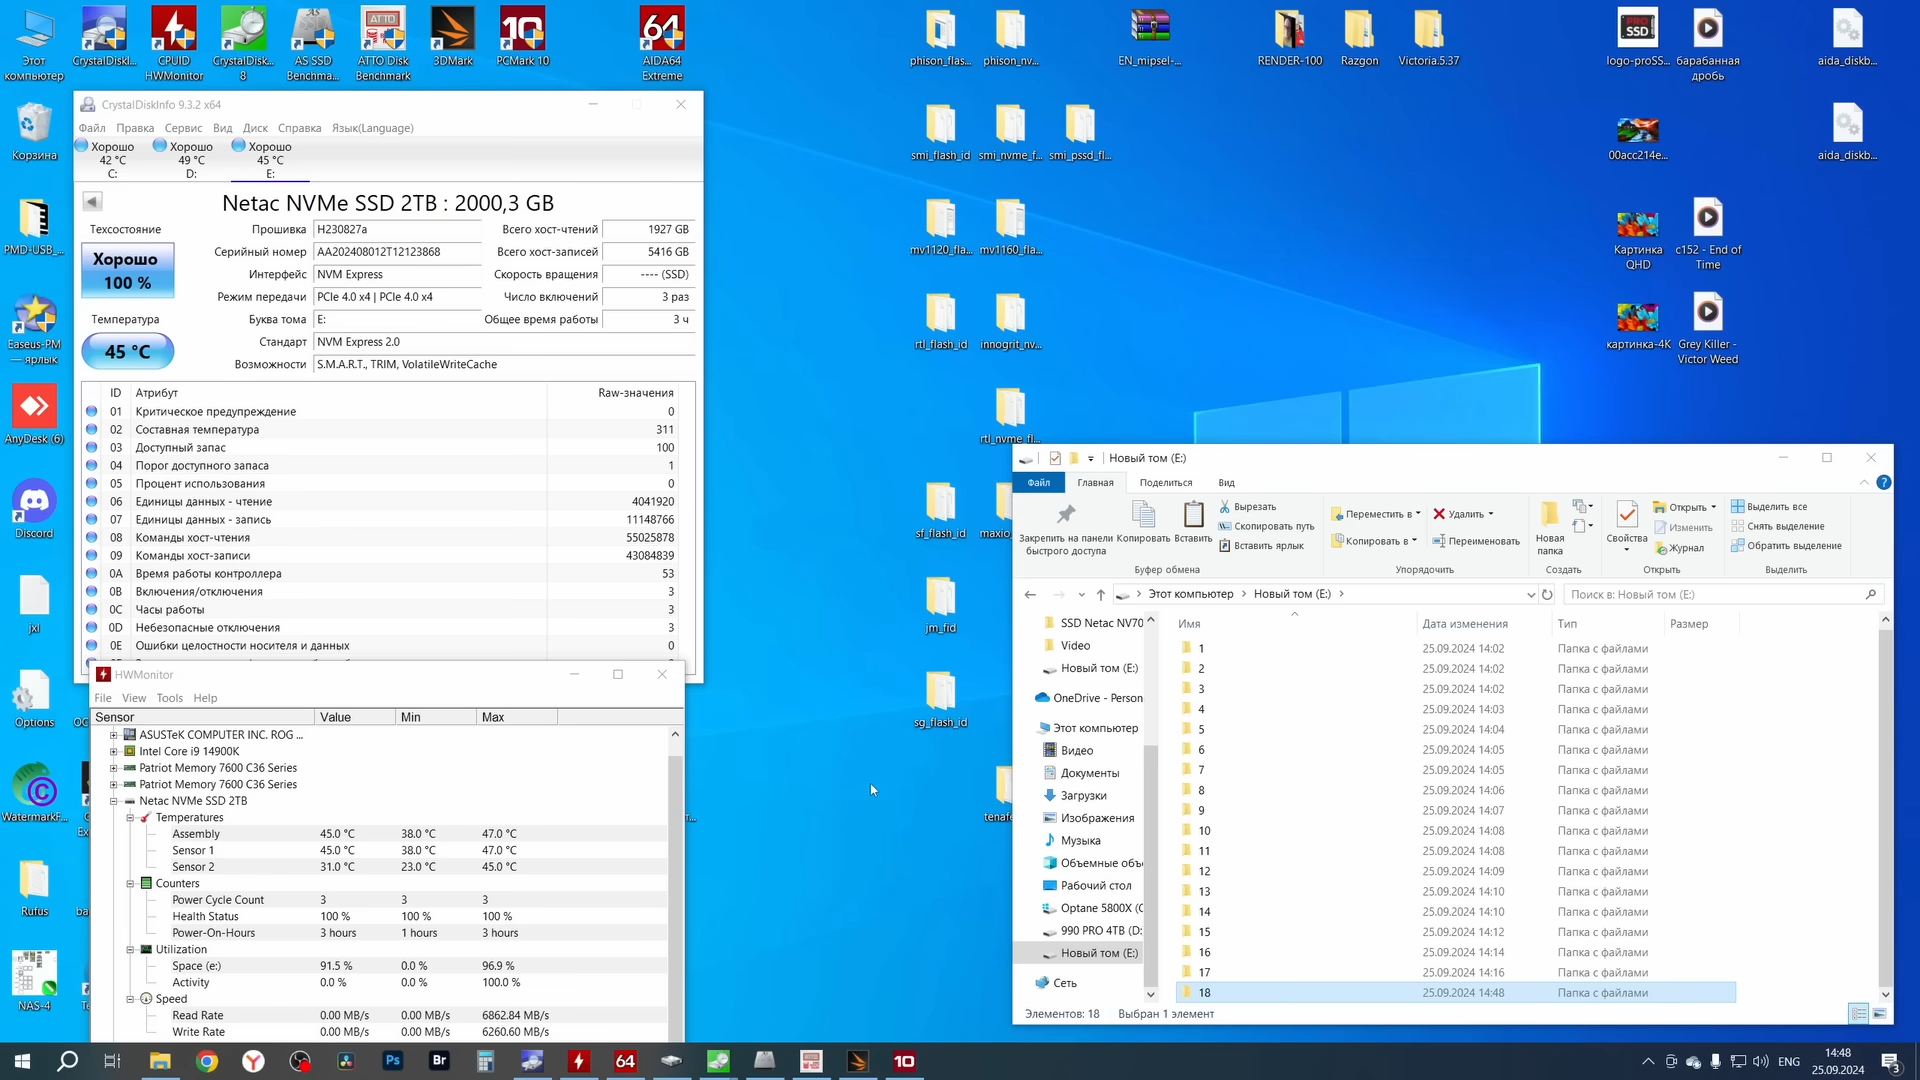 Этот компьютер
CrystalDiskI...
CPUID HWMonitor
CrystalDisk... 8
AS SSD Benchma...
ATTO Disk Benchmark
3DMark
PCMark 10
AIDA64 Extreme
phison_flas...
phison_nv...
EN_mipsel-...
RENDER-100
Razgon
Victoria.5.37
logo-proSS...
барабанная дробь
aida_diskb...
Корзина
PMD-USB_...
Easeus-PM — ярлык
AnyDesk (6)
Discord
jxl
Options
WatermarkF...
Rufus
NAS-4
smi_flash_id
smi_nvme_f...
smi_pssd_fl...
00acc214e...
aida_diskb...
mv1120_fla...
mv1160_fla...
Картинка QHD
c152 - End of Time
rtl_flash_id
innogrit_nv...
картинка-4K
Grey Killer - Victor Weed
rtl_nvme_fl...
sf_flash_id
maxio_
jm_fid
sg_flash_id
tenafe
CrystalDiskInfo 9.3.2 x64
Файл Правка Сервис Вид Диск Справка Язык(Language)
Хорошо Хорошо Хорошо
42 °C 49 °C 45 °C
C: D: E:
Netac NVMe SSD 2TB : 2000,3 GB
Техсостояние
Хорошо
100 %
Температура
45 °C
Прошивка H230827a Всего хост-чтений 1927 GB
Серийный номер AA202408012T12123868 Всего хост-записей 5416 GB
Интерфейс NVM Express Скорость вращения ---- (SSD)
Режим передачи PCIe 4.0 x4 | PCIe 4.0 x4 Число включений 3 раз
Буква тома E: Общее время работы 3 ч
Стандарт NVM Express 2.0
Возможности S.M.A.R.T., TRIM, VolatileWriteCache
ID Атрибут Raw-значения
01 Критическое предупреждение 0
02 Составная температура 311
03 Доступный запас 100
04 Порог доступного запаса 1
05 Процент использования 0
06 Единицы данных - чтение 4041920
07 Единицы данных - запись 11148766
08 Команды хост-чтения 55025878
09 Команды хост-записи 43084839
0A Время работы контроллера 53
0B Включения/отключения 3
0C Часы работы 3
0D Небезопасные отключения 3
0E Ошибки целостности носителя и данных 0
HWMonitor
File View Tools Help
Sensor Value Min Max
ASUSTeK COMPUTER INC. ROG ...
Intel Core i9 14900K
Patriot Memory 7600 C36 Series
Patriot Memory 7600 C36 Series
Netac NVMe SSD 2TB
Temperatures
Assembly 45.0 °C 38.0 °C 47.0 °C
Sensor 1 45.0 °C 38.0 °C 47.0 °C
Sensor 2 31.0 °C 23.0 °C 45.0 °C
Counters
Power Cycle Count 3 3 3
Health Status 100 % 100 % 100 %
Power-On-Hours 3 hours 1 hours 3 hours
Utilization
Space (e:) 91.5 % 0.0 % 96.9 %
Activity 0.0 % 0.0 % 100.0 %
Speed
Read Rate 0.00 MB/s 0.00 MB/s 6862.84 MB/s
Write Rate 0.00 MB/s 0.00 MB/s 6260.60 MB/s
Новый том (E:)
Файл Главная Поделиться Вид
Закрепить на панели быстрого доступа
Копировать
Вставить
Вырезать
Скопировать путь
Вставить ярлык
Буфер обмена
Переместить в
Копировать в
Удалить
Переименовать
Упорядочить
Новая папка
Создать
Свойства
Открыть
Изменить
Журнал
Открыть
Выделить все
Снять выделение
Обратить выделение
Выделить
Этот компьютер > Новый том (E:) >
Поиск в: Новый том (E:)
SSD Netac NV70
Video
Новый том (E:)
OneDrive - Person
Этот компьютер
Видео
Документы
Загрузки
Изображения
Музыка
Объемные объ
Рабочий стол
Optane 5800X (C
990 PRO 4TB (D:
Новый том (E:)
Сеть
Имя Дата изменения Тип Размер
1 25.09.2024 14:02 Папка с файлами
2 25.09.2024 14:02 Папка с файлами
3 25.09.2024 14:02 Папка с файлами
4 25.09.2024 14:03 Папка с файлами
5 25.09.2024 14:04 Папка с файлами
6 25.09.2024 14:05 Папка с файлами
7 25.09.2024 14:05 Папка с файлами
8 25.09.2024 14:06 Папка с файлами
9 25.09.2024 14:07 Папка с файлами
10 25.09.2024 14:08 Папка с файлами
11 25.09.2024 14:08 Папка с файлами
12 25.09.2024 14:09 Папка с файлами
13 25.09.2024 14:10 Папка с файлами
14 25.09.2024 14:10 Папка с файлами
15 25.09.2024 14:12 Папка с файлами
16 25.09.2024 14:14 Папка с файлами
17 25.09.2024 14:16 Папка с файлами
18 25.09.2024 14:48 Папка с файлами
Элементов: 18 Выбран 1 элемент
ENG
14:48
25.09.2024